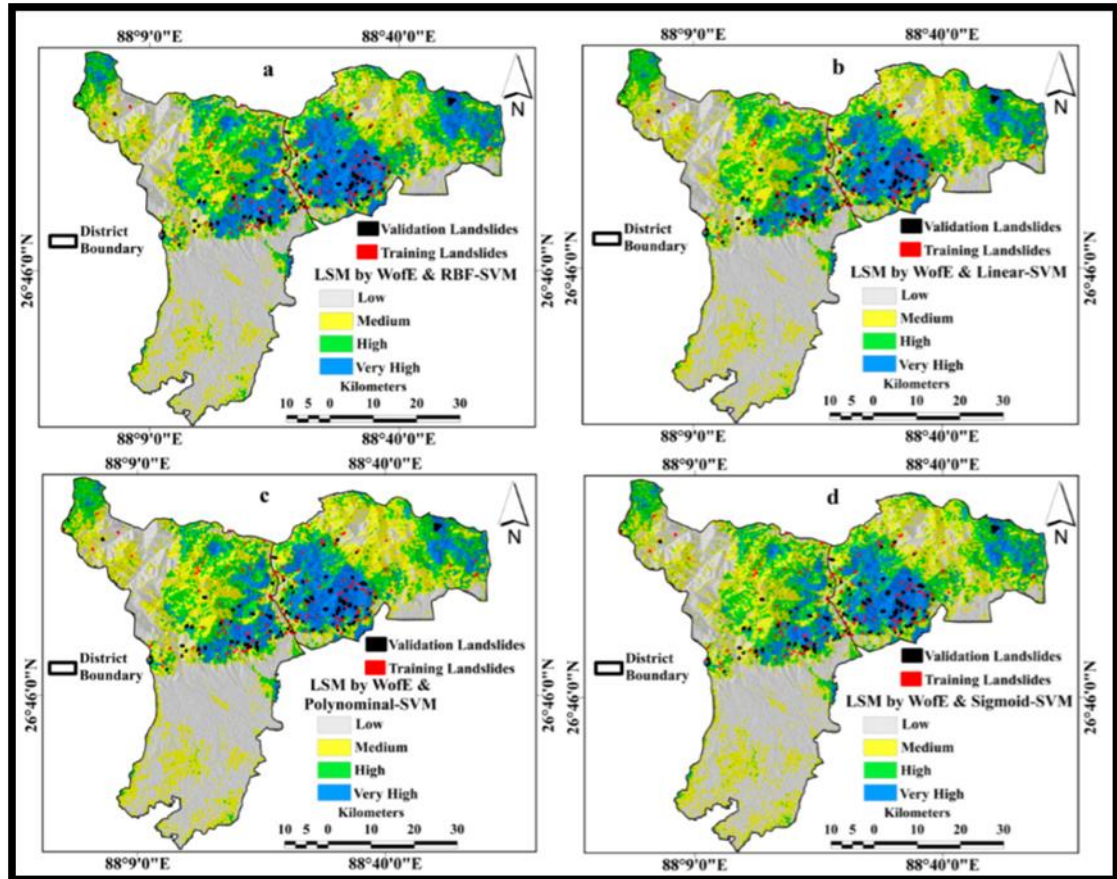 88°9'0"E 88°40'0"E
a
N
26°46'0"N
District
Boundary
Validation Landslides
Training Landslides
LSM by WofE & RBF-SVM
Low
Medium
High
Very High
Kilometers
10 5 0 10 20 30
88°9'0"E 88°40'0"E
88°9'0"E 88°40'0"E
b
N
26°46'0"N
District
Boundary
Validation Landslides
Training Landslides
LSM by WofE & Linear-SVM
Low
Medium
High
Very High
Kilometers
10 5 0 10 20 30
88°9'0"E 88°40'0"E
88°9'0"E 88°40'0"E
c
N
26°46'0"N
District
Boundary
Validation Landslides
Training Landslides
LSM by WofE &
Polynominal-SVM
Low
Medium
High
Very High
Kilometers
10 5 0 10 20 30
88°9'0"E 88°40'0"E
d
N
26°46'0"N
District
Boundary
Validation Landslides
Training Landslides
LSM by WofE & Sigmoid-SVM
Low
Medium
High
Very High
Kilometers
10 5 0 10 20 30
88°9'0"E 88°40'0"E